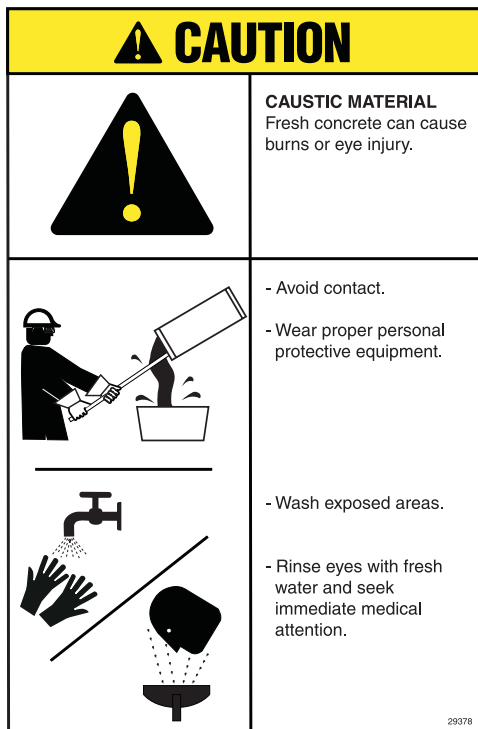 CAUTION
CAUSTIC MATERIAL
Fresh concrete can cause
burns or eye injury.
- Avoid contact.
- Wear proper personal
protective equipment.
- Wash exposed areas.
- Rinse eyes with fresh
water and seek
immediate medical
attention.
29378